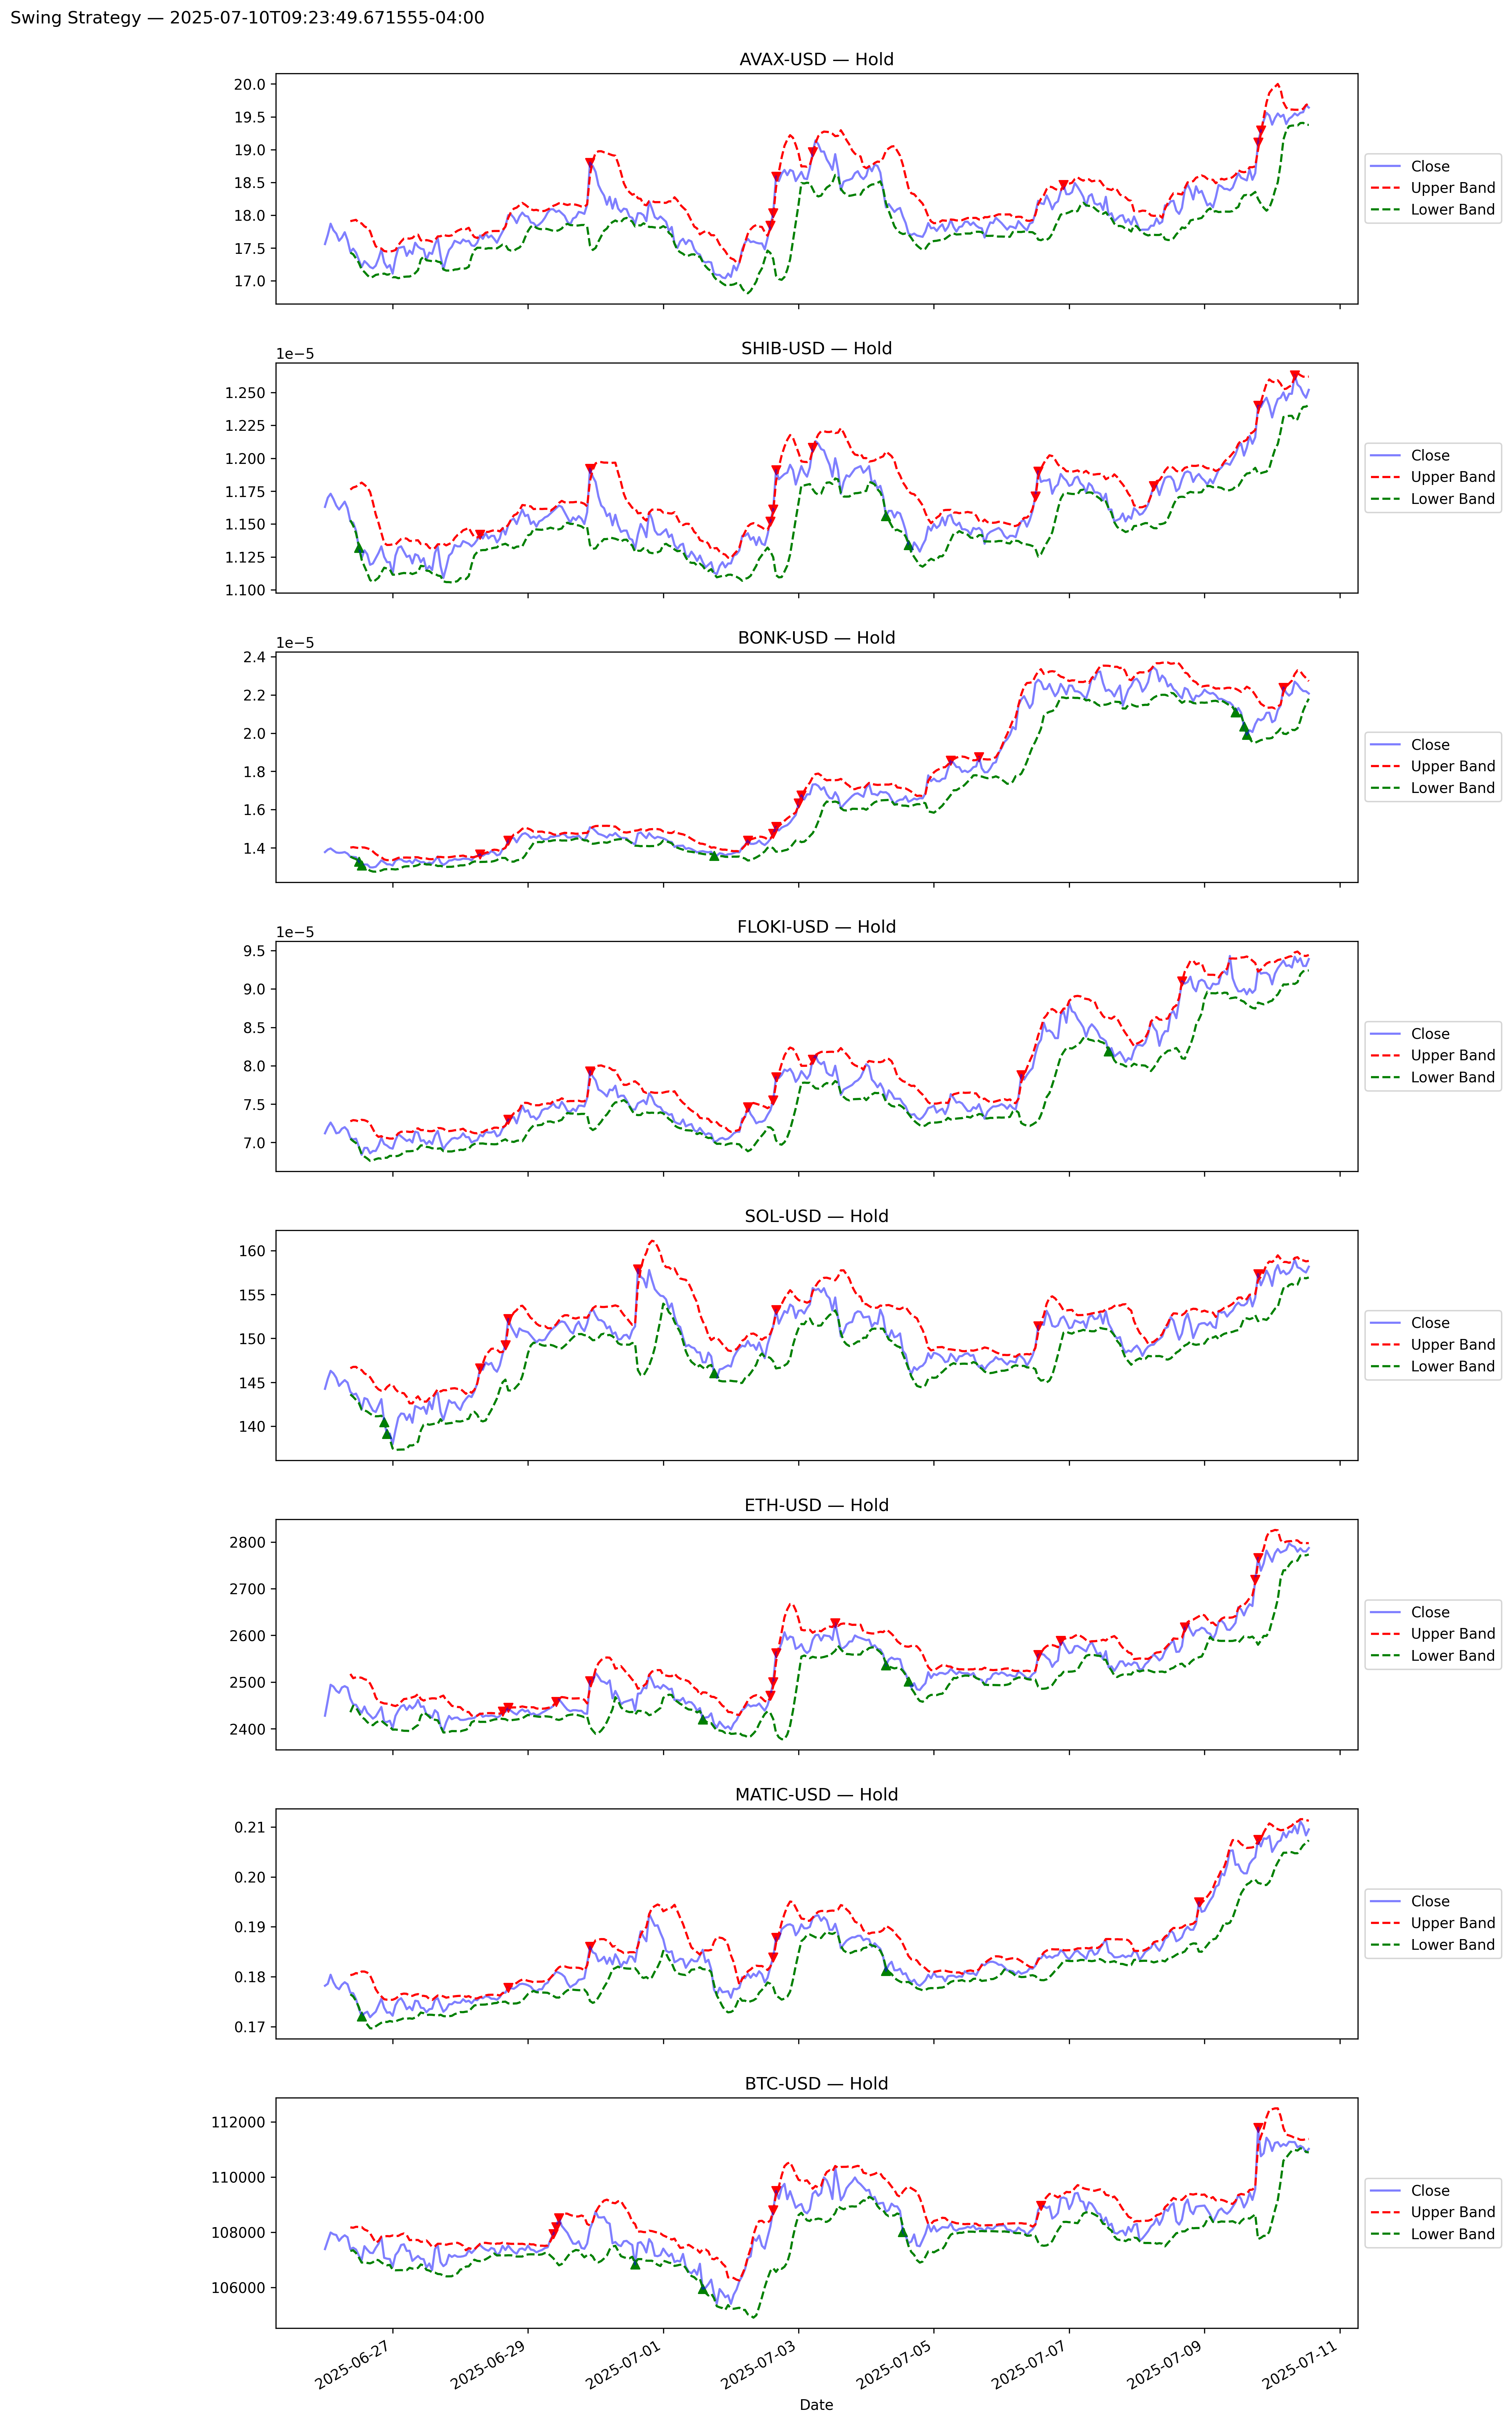 Swing Strategy — 2025-07-10T09:23:49.671555-04:00
AVAX-USD — Hold
20.0
19.5
19.0
18.5
18.0
17.5
17.0
Close
Upper Band
Lower Band
SHIB-USD — Hold
1e−5
1.250
1.225
1.200
1.175
1.150
1.125
1.100
Close
Upper Band
Lower Band
BONK-USD — Hold
1e−5
2.4
2.2
2.0
1.8
1.6
1.4
Close
Upper Band
Lower Band
FLOKI-USD — Hold
1e−5
9.5
9.0
8.5
8.0
7.5
7.0
Close
Upper Band
Lower Band
SOL-USD — Hold
160
155
150
145
140
Close
Upper Band
Lower Band
ETH-USD — Hold
2800
2700
2600
2500
2400
Close
Upper Band
Lower Band
MATIC-USD — Hold
0.21
0.20
0.19
0.18
0.17
Close
Upper Band
Lower Band
BTC-USD — Hold
112000
110000
108000
106000
Close
Upper Band
Lower Band
2025-06-27
2025-06-29
2025-07-01
2025-07-03
2025-07-05
2025-07-07
2025-07-09
2025-07-11
Date